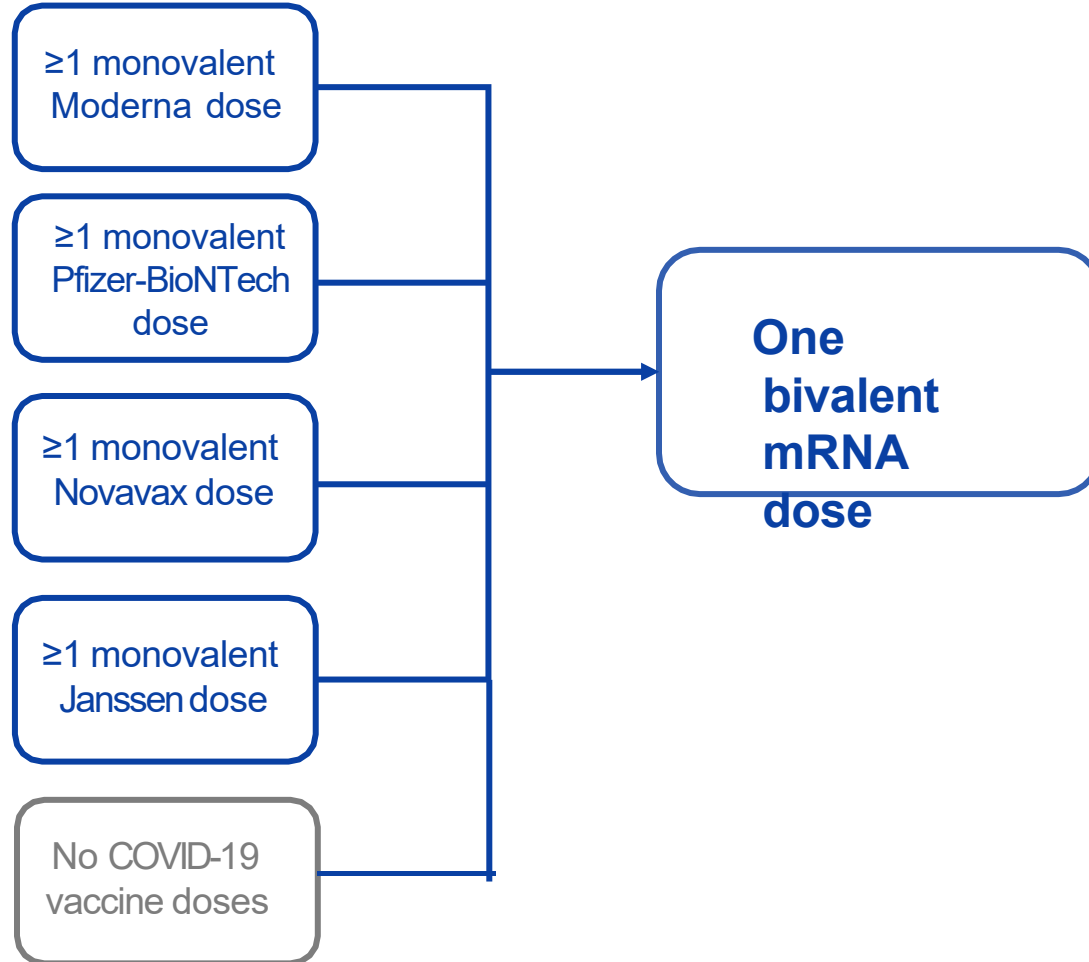 ≥1 monovalent
Moderna dose
≥1 monovalent
Pfizer-BioNTech
dose
≥1 monovalent
Novavax dose
≥1 monovalent
Janssen dose
No COVID-19
vaccine doses
One
bivalent
mRNA
dose